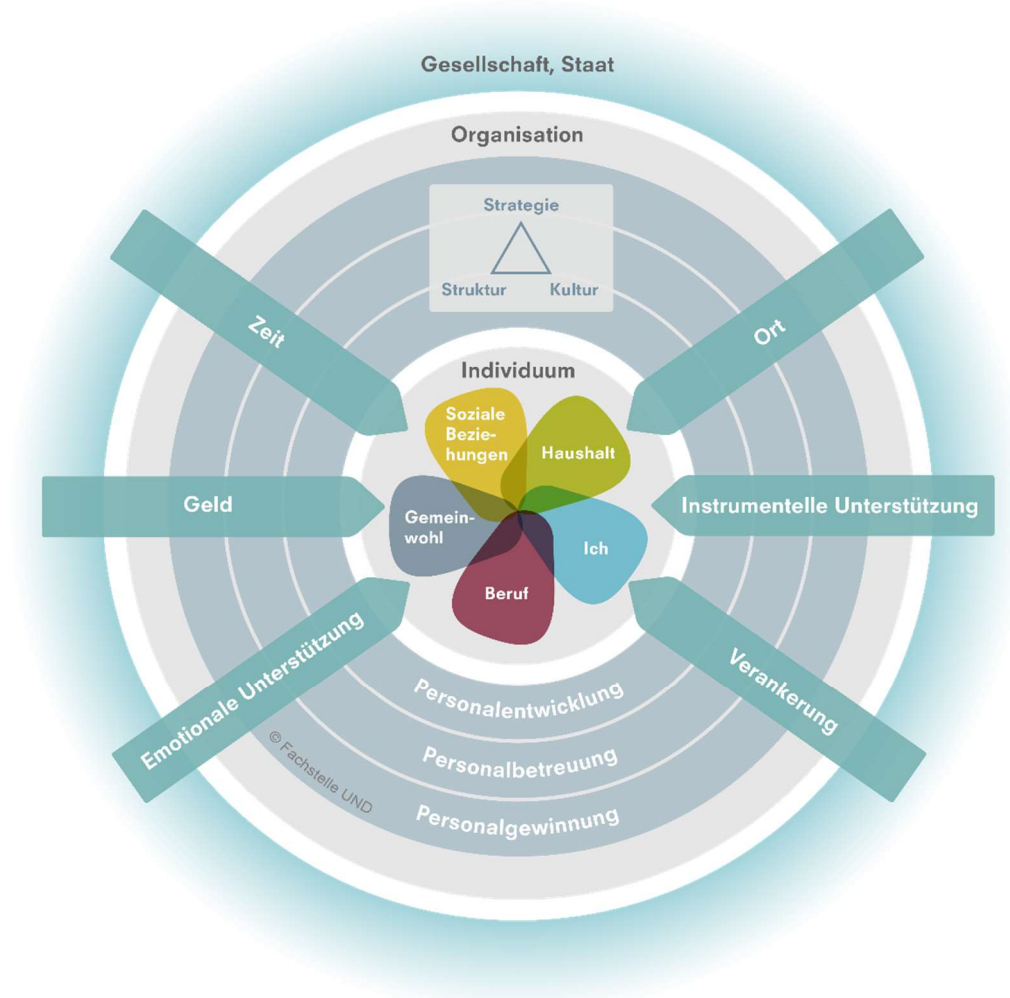 Gesellschaft, Staat
Organisation
Strategie
Struktur
Kultur
Zeit
Ort
Individuum
Soziale
Bezie-
hungen
Haushalt
Geld
Instrumentelle Unterstützung
Gemein-
wohl
Ich
Beruf
Emotionale Unterstützung
Verankerung
Personalentwicklung
Personalbetreuung
Personalgewinnung
© Fachstelle UND